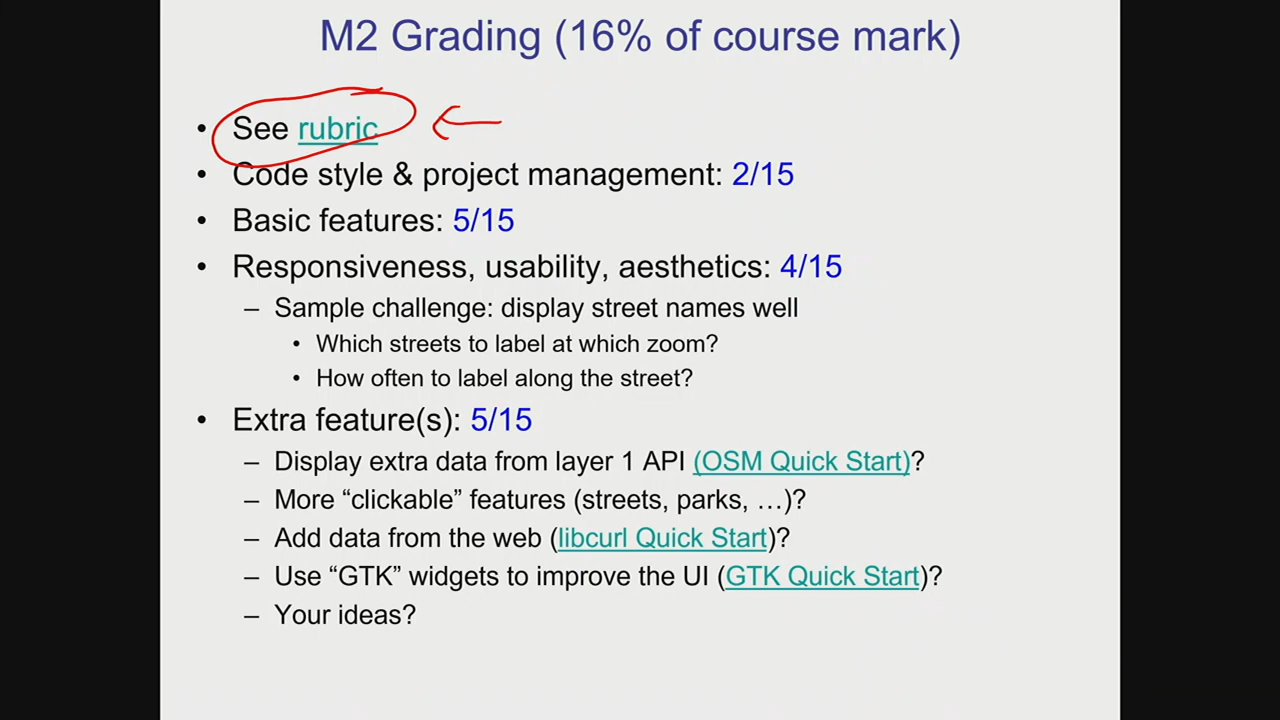 M2 Grading (16% of course mark)
• See rubric
• Code style & project management: 2/15
• Basic features: 5/15
• Responsiveness, usability, aesthetics: 4/15
– Sample challenge: display street names well
• Which streets to label at which zoom?
• How often to label along the street?
• Extra feature(s): 5/15
– Display extra data from layer 1 API (OSM Quick Start)?
– More “clickable” features (streets, parks, …)?
– Add data from the web (libcurl Quick Start)?
– Use “GTK” widgets to improve the UI (GTK Quick Start)?
– Your ideas?